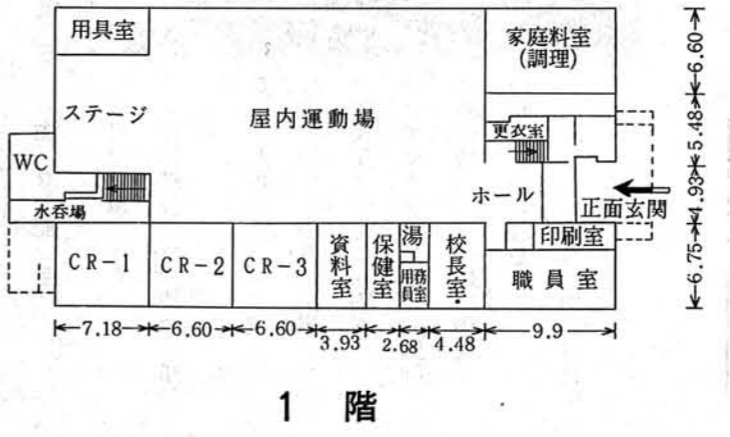 用具室
家庭料室
(調理)
ステージ
屋内運動場
更衣室
WC
ホール
正面玄関
水呑場
印刷室
CR-1
CR-2
CR-3
資料室
保健室
湯
用務員室
校長室
職員室
6.60
5.48
4.93
6.75
7.18
6.60
6.60
3.93
2.68
4.48
9.9
1階